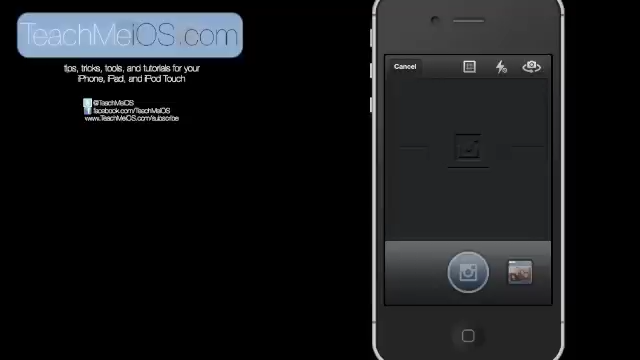 TeachMeiOS.com
tips, tricks, tools, and tutorials for your
iPhone, iPad, and iPod Touch
@TeachMeiOS
facebook.com/TeachMeiOS
www.TeachMeiOS.com/subscribe
Cancel